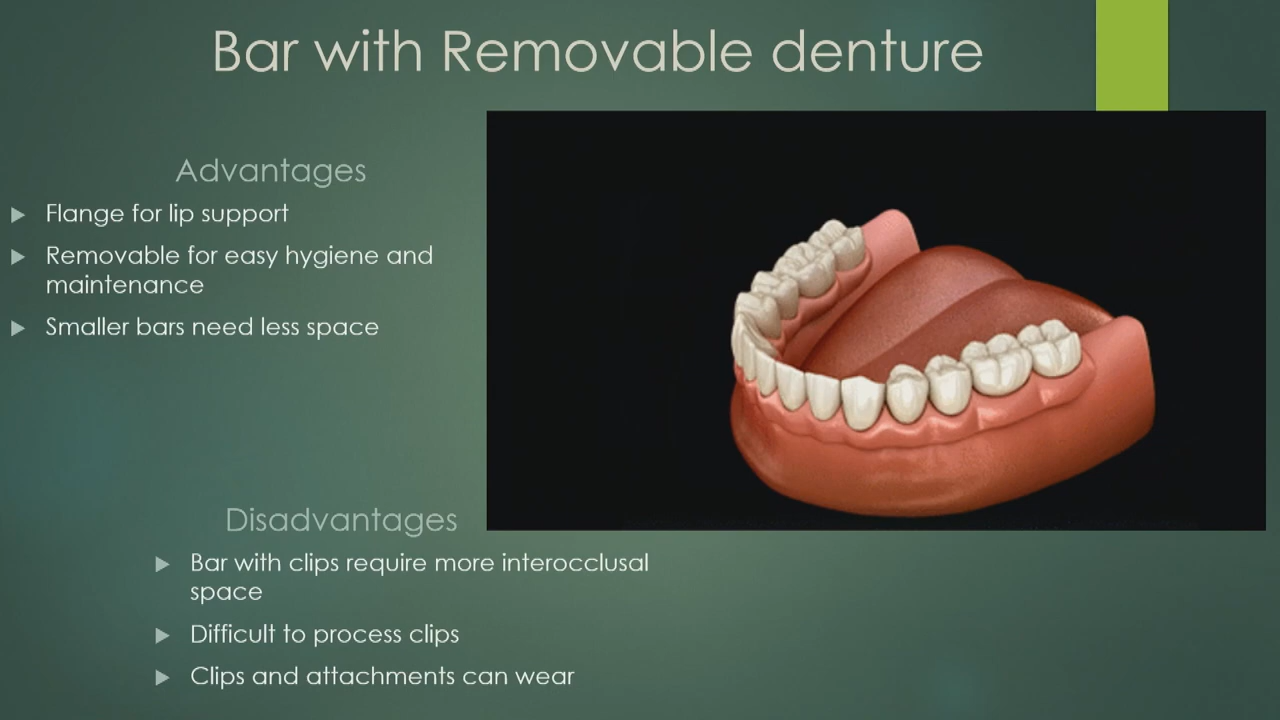 Bar with Removable denture
Advantages
Flange for lip support
Removable for easy hygiene and
maintenance
Smaller bars need less space
Disadvantages
Bar with clips require more interocclusal
space
Difficult to process clips
Clips and attachments can wear